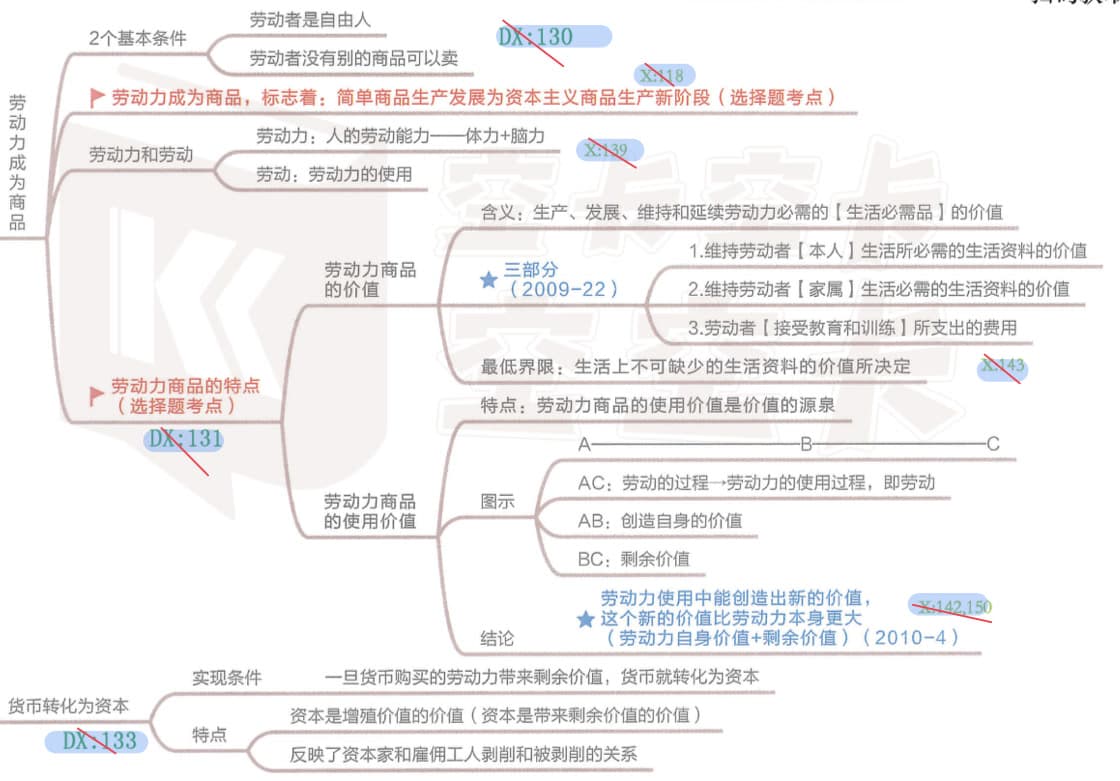 劳动力成为商品
2个基本条件
劳动者是自由人
劳动者没有别的商品可以卖
DX:130
X:118
劳动力成为商品，标志着：简单商品生产发展为资本主义商品生产新阶段（选择题考点）
劳动力和劳动
劳动力：人的劳动能力——体力+脑力
劳动：劳动力的使用
X:139
劳动力商品的特点
（选择题考点）
DX:131
劳动力商品
的价值
含义：生产、发展、维持和延续劳动力必需的【生活必需品】的价值
三部分
（2009-22）
1.维持劳动者【本人】生活所必需的生活资料的价值
2.维持劳动者【家属】生活必需的生活资料的价值
3.劳动者【接受教育和训练】所支出的费用
最低界限：生活上不可缺少的生活资料的价值所决定
X:143
劳动力商品
的使用价值
特点：劳动力商品的使用价值是价值的源泉
图示
A————————B————————C
AC：劳动的过程→劳动力的使用过程，即劳动
AB：创造自身的价值
BC：剩余价值
结论
劳动力使用中能创造出新的价值，
这个新的价值比劳动力本身更大
（劳动力自身价值+剩余价值）（2010-4）
X:142,150
货币转化为资本
DX:133
实现条件
一旦货币购买的劳动力带来剩余价值，货币就转化为资本
特点
资本是增殖价值的价值（资本是带来剩余价值的价值）
反映了资本家和雇佣工人剥削和被剥削的关系
空卡空卡
空空卡